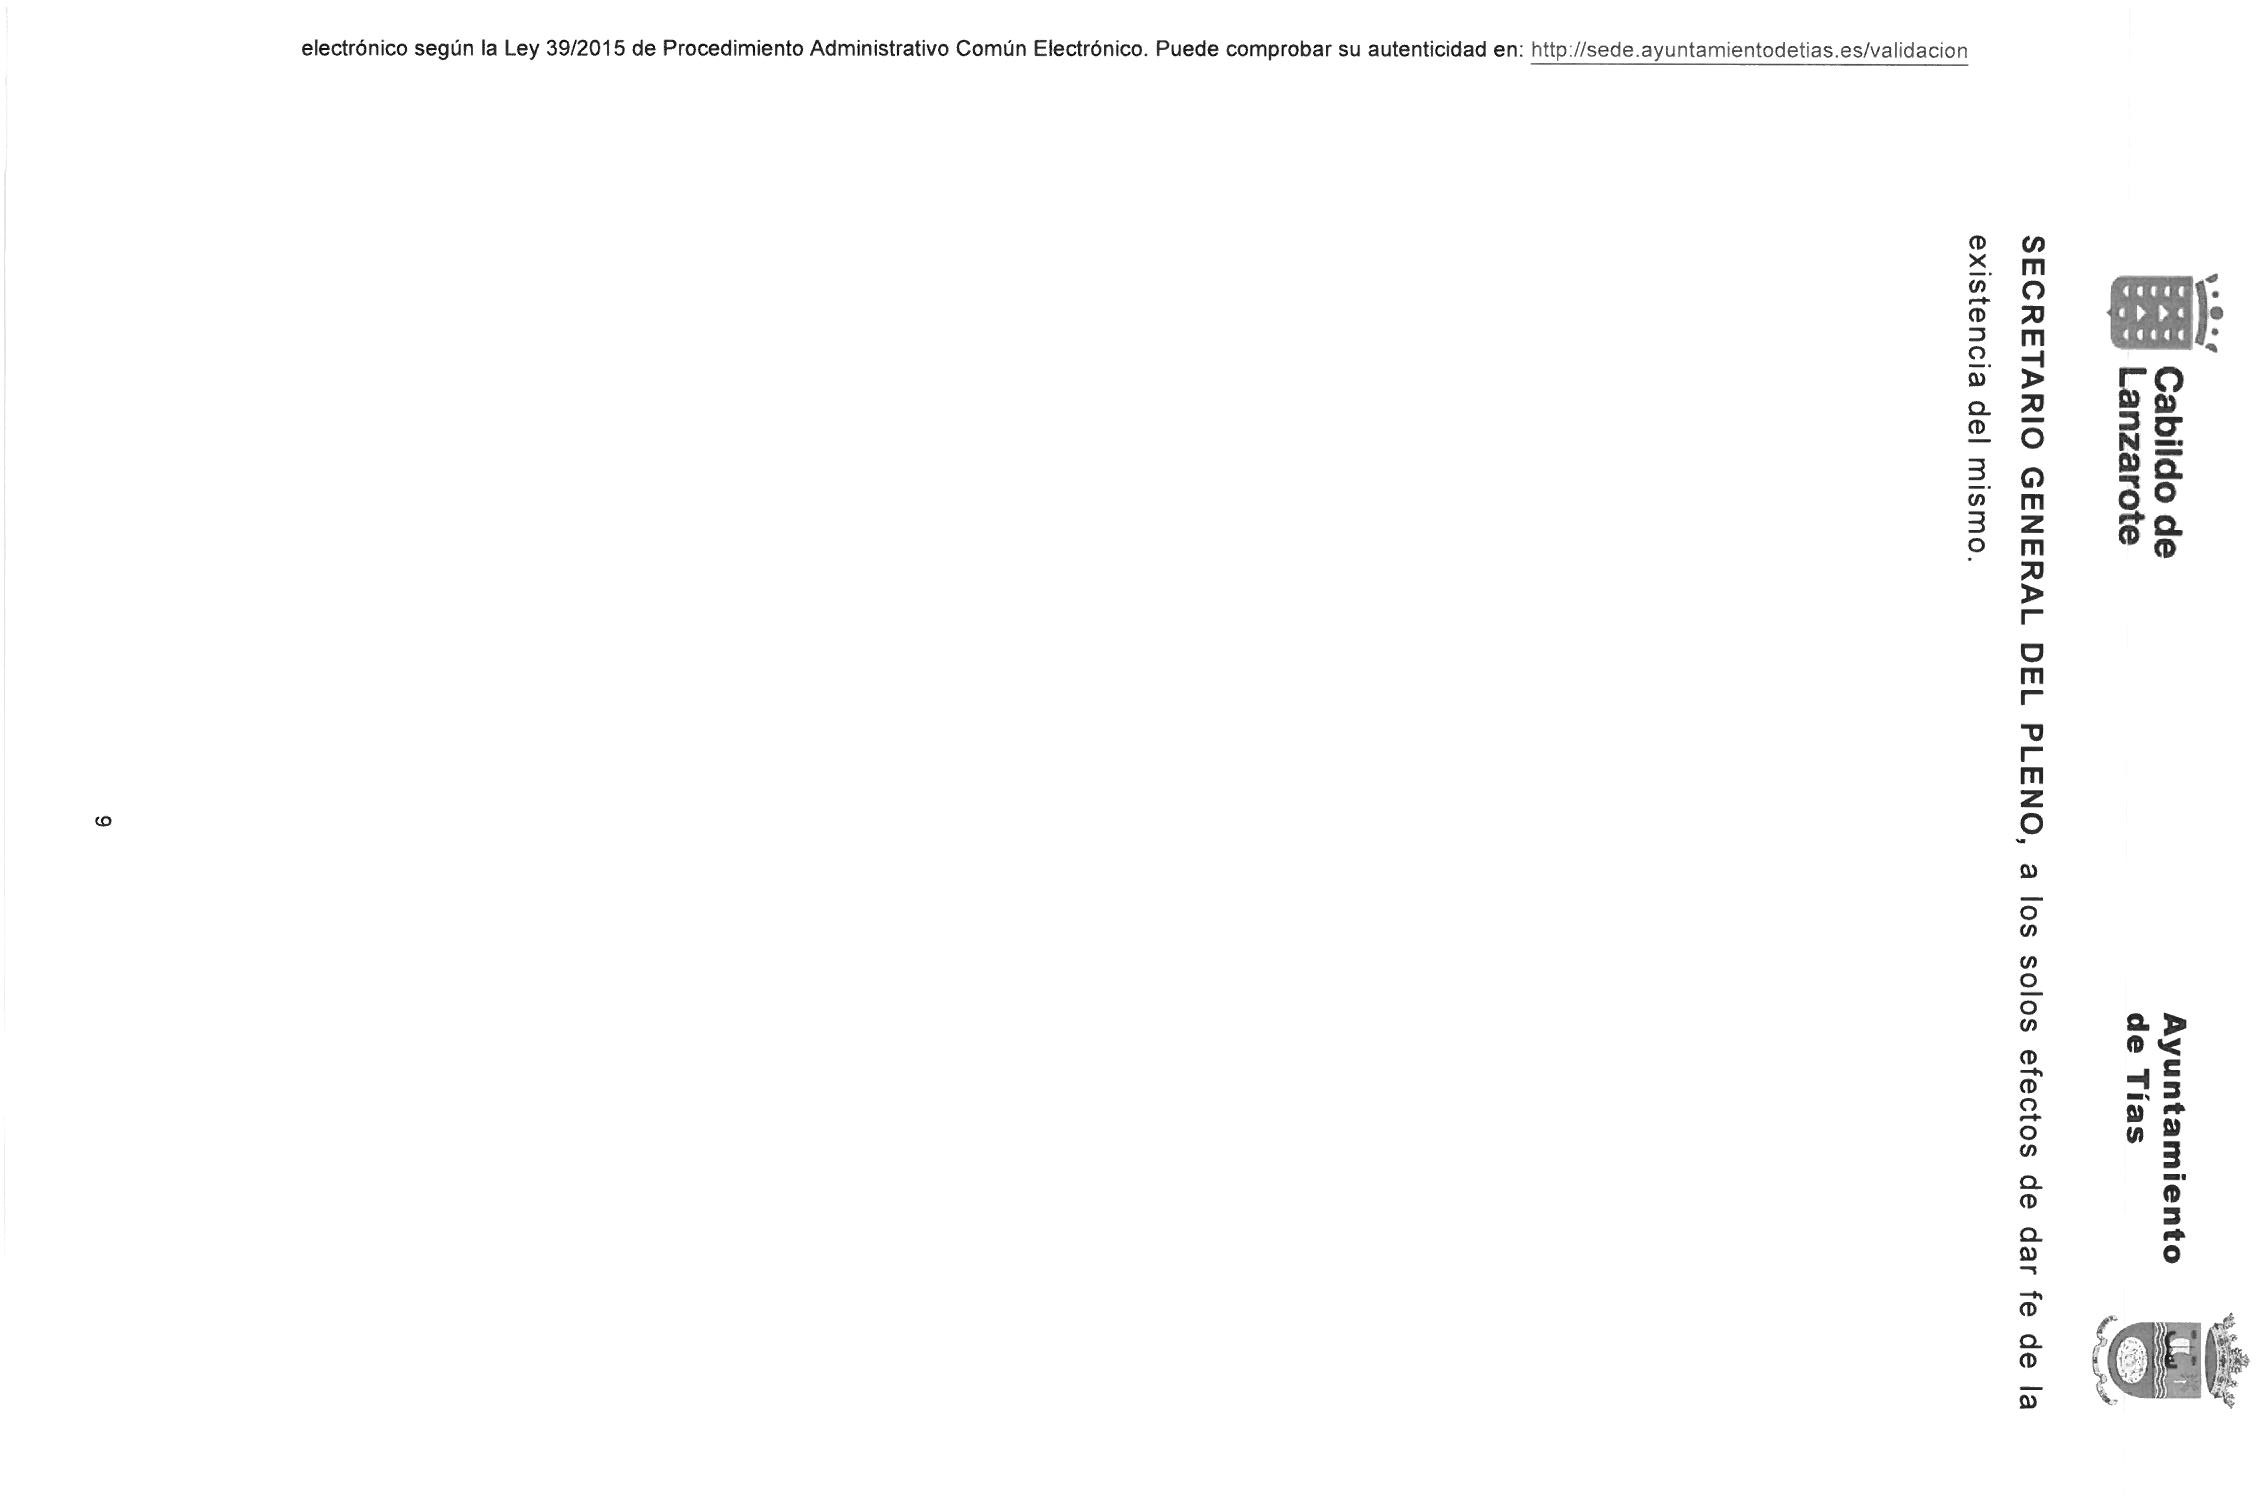 electrónico según la Ley 39/2015 de Procedimiento Administrativo Común Electrónico. Puede comprobar su autenticidad en: http://sede.ayuntamientodetias.es/validacion
Cabildo de
Lanzarote
Ayuntamiento
de Tías
SECRETARIO GENERAL DEL PLENO, a los solos efectos de dar fe de la
existencia del mismo.
9